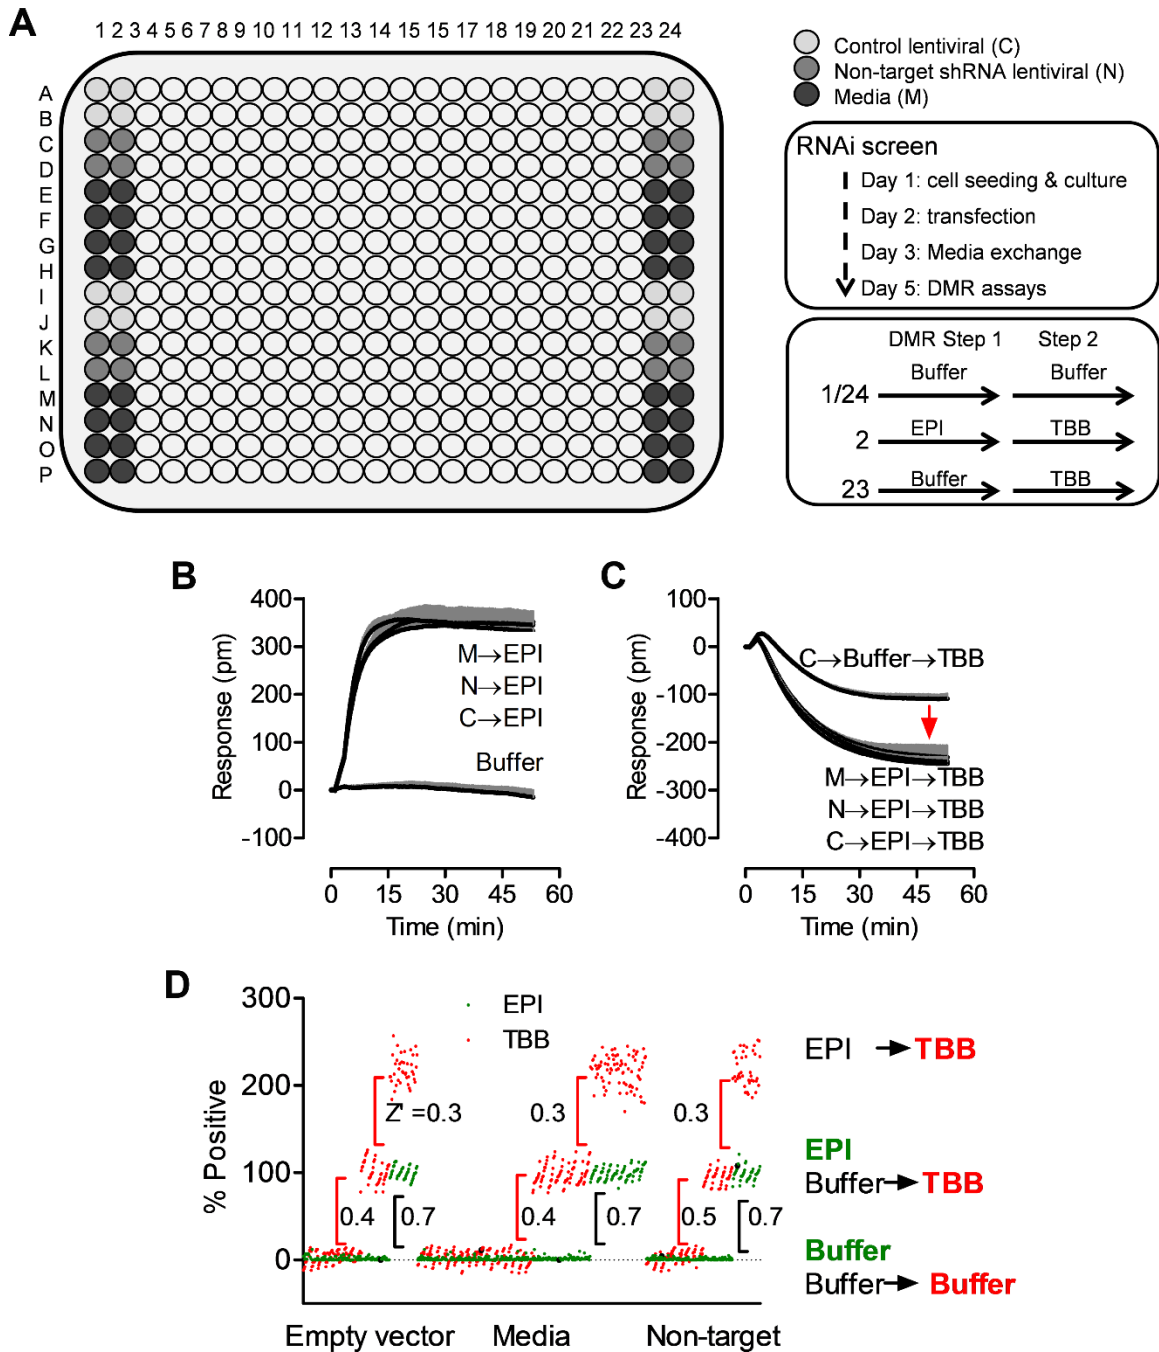 A
1 2 3 4 5 6 7 8 9 10 11 12 13 14 15 15 16 17 18 19 20 21 22 23 24
Control lentiviral (C)
Non-target shRNA lentiviral (N)
Media (M)
A
B
C
D
E
F
G
H
I
J
K
L
M
N
O
P
RNAi screen
Day 1: cell seeding & culture
Day 2: transfection
Day 3: Media exchange
Day 5: DMR assays
DMR Step 1 Step 2
Buffer Buffer
1/24
EPI TBB
2
Buffer TBB
23
B
Response (pm)
400
300
200
100
0
-100
M→EPI
N→EPI
C→EPI
Buffer
0 15 30 45 60
Time (min)
C
Response (pm)
100
0
-100
-200
-300
-400
C→Buffer→TBB
M→EPI→TBB
N→EPI→TBB
C→EPI→TBB
0 15 30 45 60
Time (min)
D
% Positive
300
200
100
0
EPI
TBB
Z' =0.3 0.3 0.3
0.4 0.7 0.4 0.7 0.5 0.7
EPI → TBB
EPI
Buffer → TBB
Buffer
Buffer → Buffer
Empty vector Media Non-target